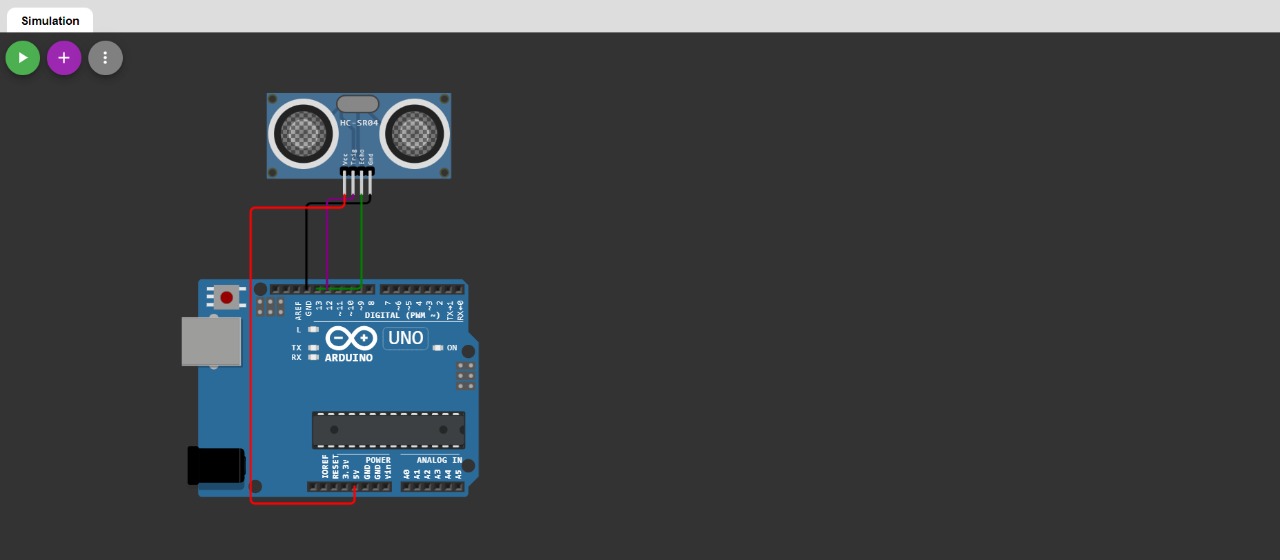 Simulation
HC-SR04
Vcc
Trig
Echo
Gnd
AREF
GND
13
12
~11
~10
~9
8
7
~6
~5
4
~3
2
TX→1
RX←0
DIGITAL (PWM ~)
L
TX
RX
UNO
ON
ARDUINO
POWER
ANALOG IN
IOREF
RESET
3.3V
5V
GND
GND
Vin
A0
A1
A2
A3
A4
A5